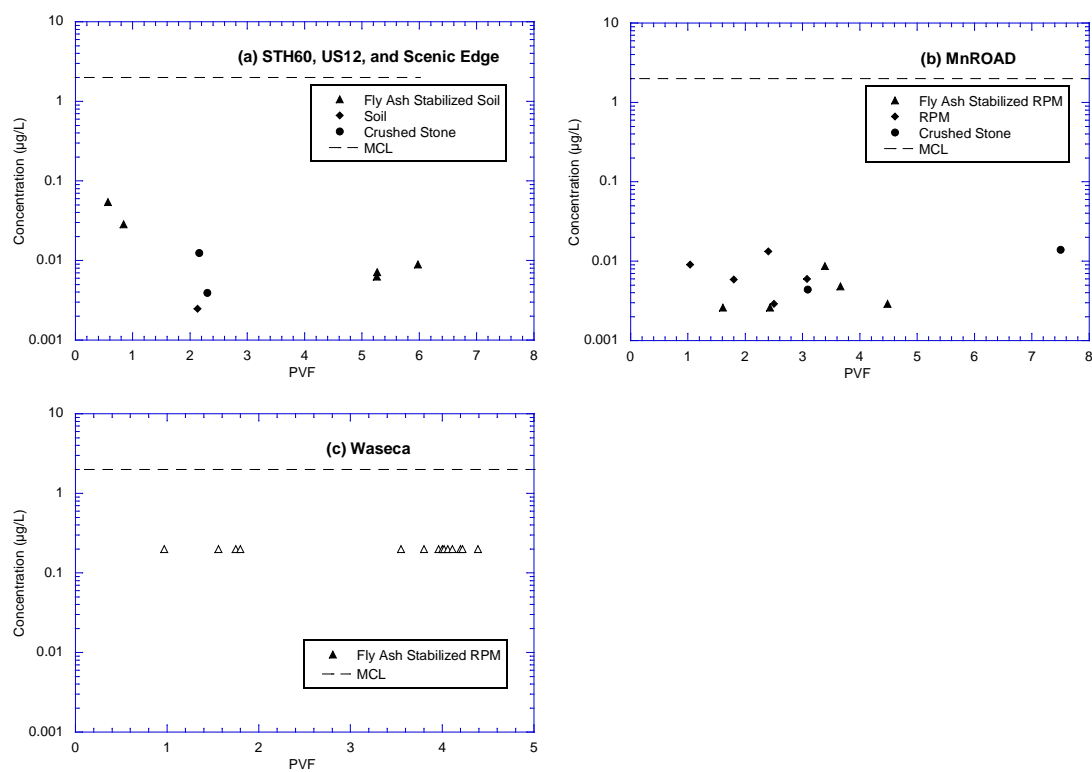 10
1
0.1
0.01
0.001
Concentration (µg/L)
(a) STH60, US12, and Scenic Edge
Fly Ash Stabilized Soil
Soil
Crushed Stone
MCL
0 1 2 3 4 5 6 7 8
PVF
10
1
0.1
0.01
0.001
Concentration (µg/L)
(b) MnROAD
Fly Ash Stabilized RPM
RPM
Crushed Stone
MCL
0 1 2 3 4 5 6 7 8
PVF
10
1
0.1
0.01
0.001
Concentration (µg/L)
(c) Waseca
Fly Ash Stabilized RPM
MCL
0 1 2 3 4 5
PVF